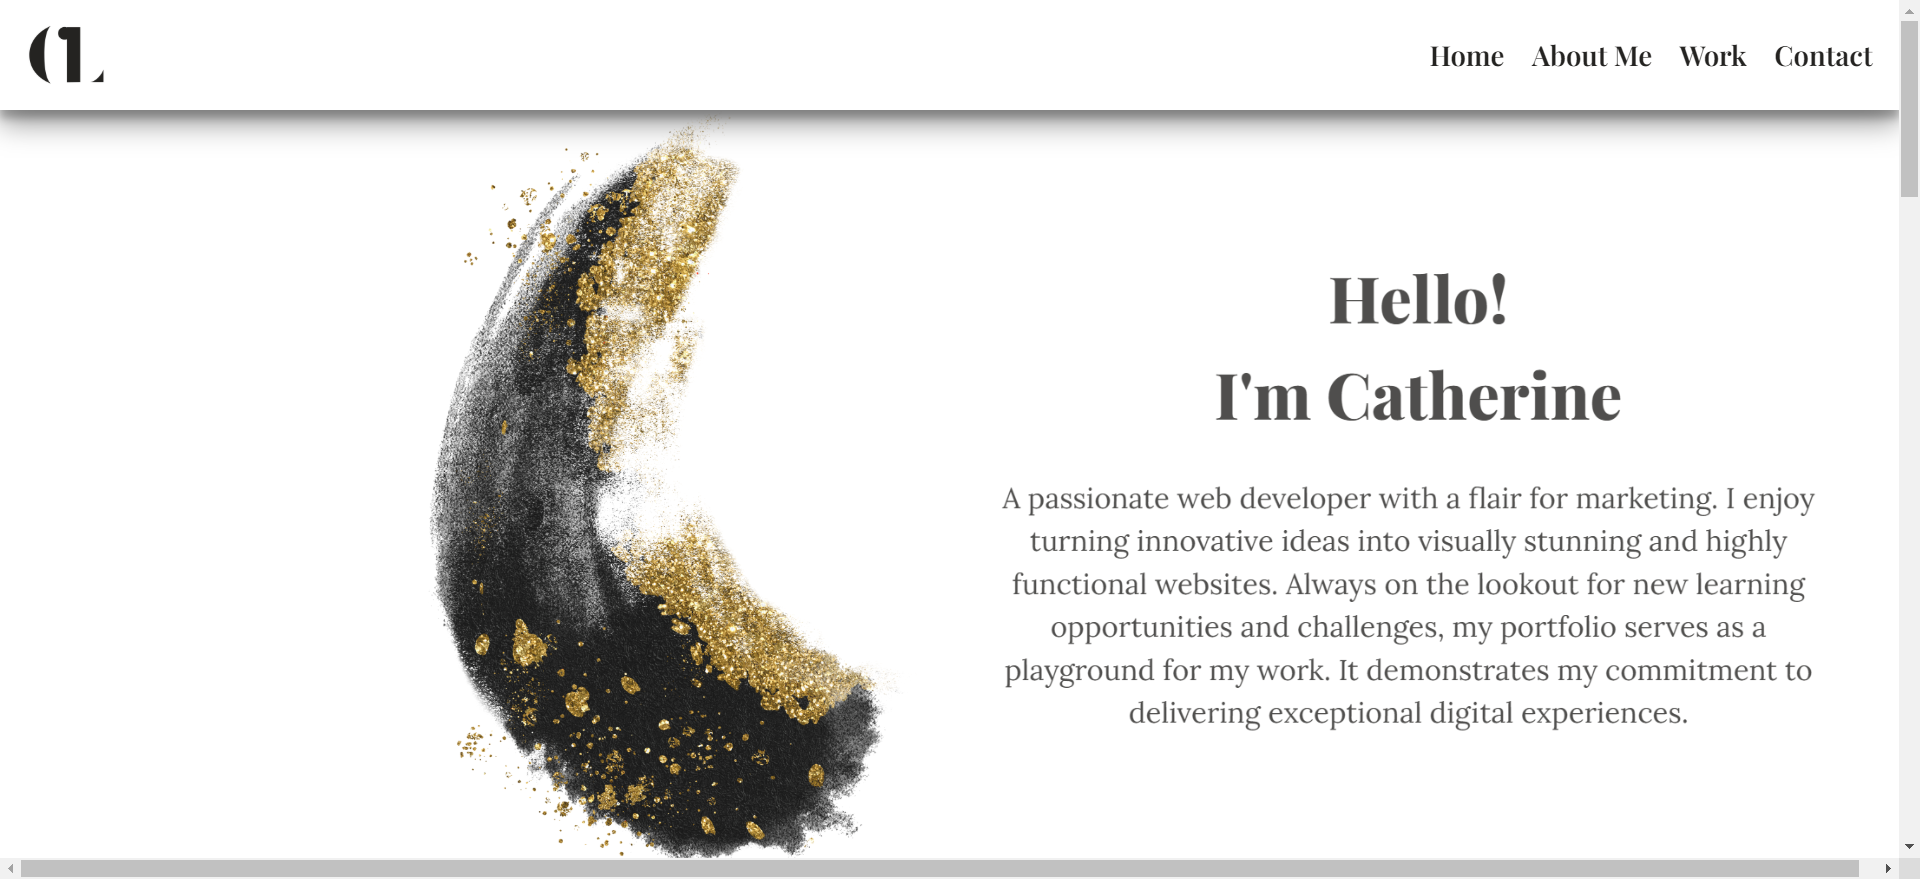 CL
Home About Me Work Contact
Hello!
I'm Catherine
A passionate web developer with a flair for marketing. I enjoy
turning innovative ideas into visually stunning and highly
functional websites. Always on the lookout for new learning
opportunities and challenges, my portfolio serves as a
playground for my work. It demonstrates my commitment to
delivering exceptional digital experiences.